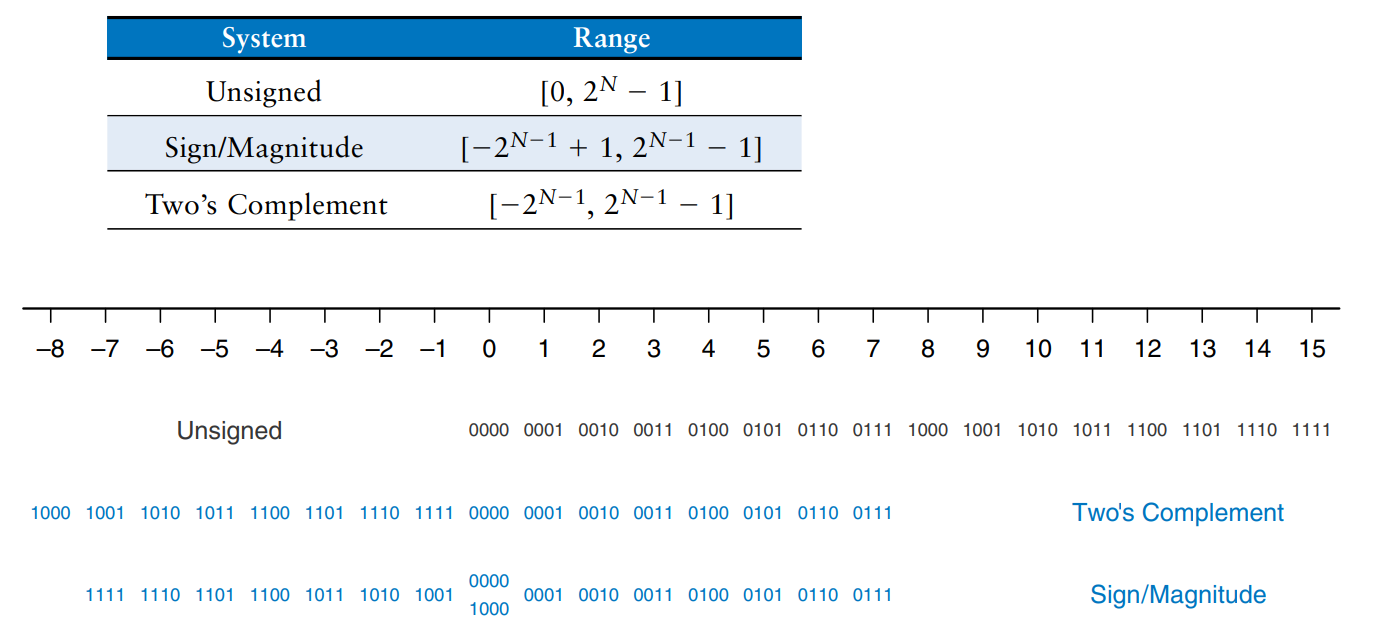 System Range
Unsigned [0, 2^N − 1]
Sign/Magnitude [−2^{N−1} + 1, 2^{N−1} − 1]
Two’s Complement [−2^{N−1}, 2^{N−1} − 1]
–8 –7 –6 –5 –4 –3 –2 –1 0 1 2 3 4 5 6 7 8 9 10 11 12 13 14 15
Unsigned 0000 0001 0010 0011 0100 0101 0110 0111 1000 1001 1010 1011 1100 1101 1110 1111
1000 1001 1010 1011 1100 1101 1110 1111 0000 0001 0010 0011 0100 0101 0110 0111 Two's Complement
0000
1111 1110 1101 1100 1011 1010 1001 0001 0010 0011 0100 0101 0110 0111 Sign/Magnitude
1000